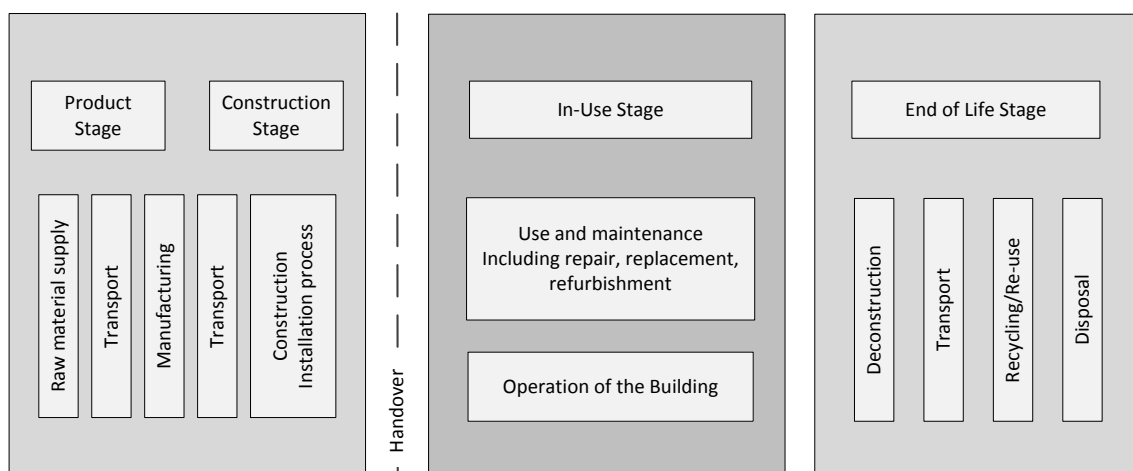 Product
Stage
Construction
Stage
Raw material supply
Transport
Manufacturing
Transport
Construction
Installation process
Handover
In-Use Stage
Use and maintenance
Including repair, replacement,
refurbishment
Operation of the Building
End of Life Stage
Deconstruction
Transport
Recycling/Re-use
Disposal